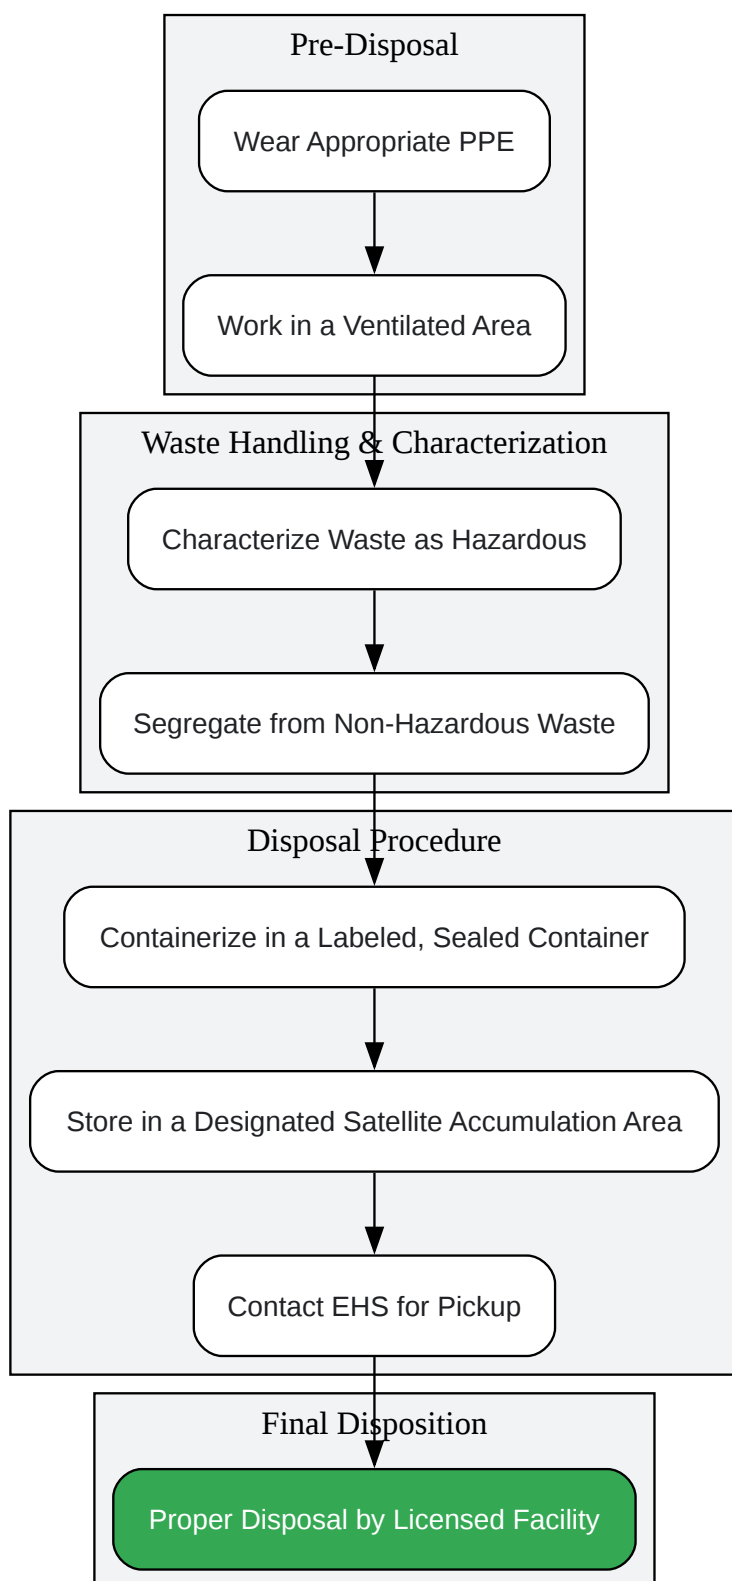 Pre-Disposal
Wear Appropriate PPE
Work in a Ventilated Area
Waste Handling & Characterization
Characterize Waste as Hazardous
Segregate from Non-Hazardous Waste
Disposal Procedure
Containerize in a Labeled, Sealed Container
Store in a Designated Satellite Accumulation Area
Contact EHS for Pickup
Final Disposition
Proper Disposal by Licensed Facility